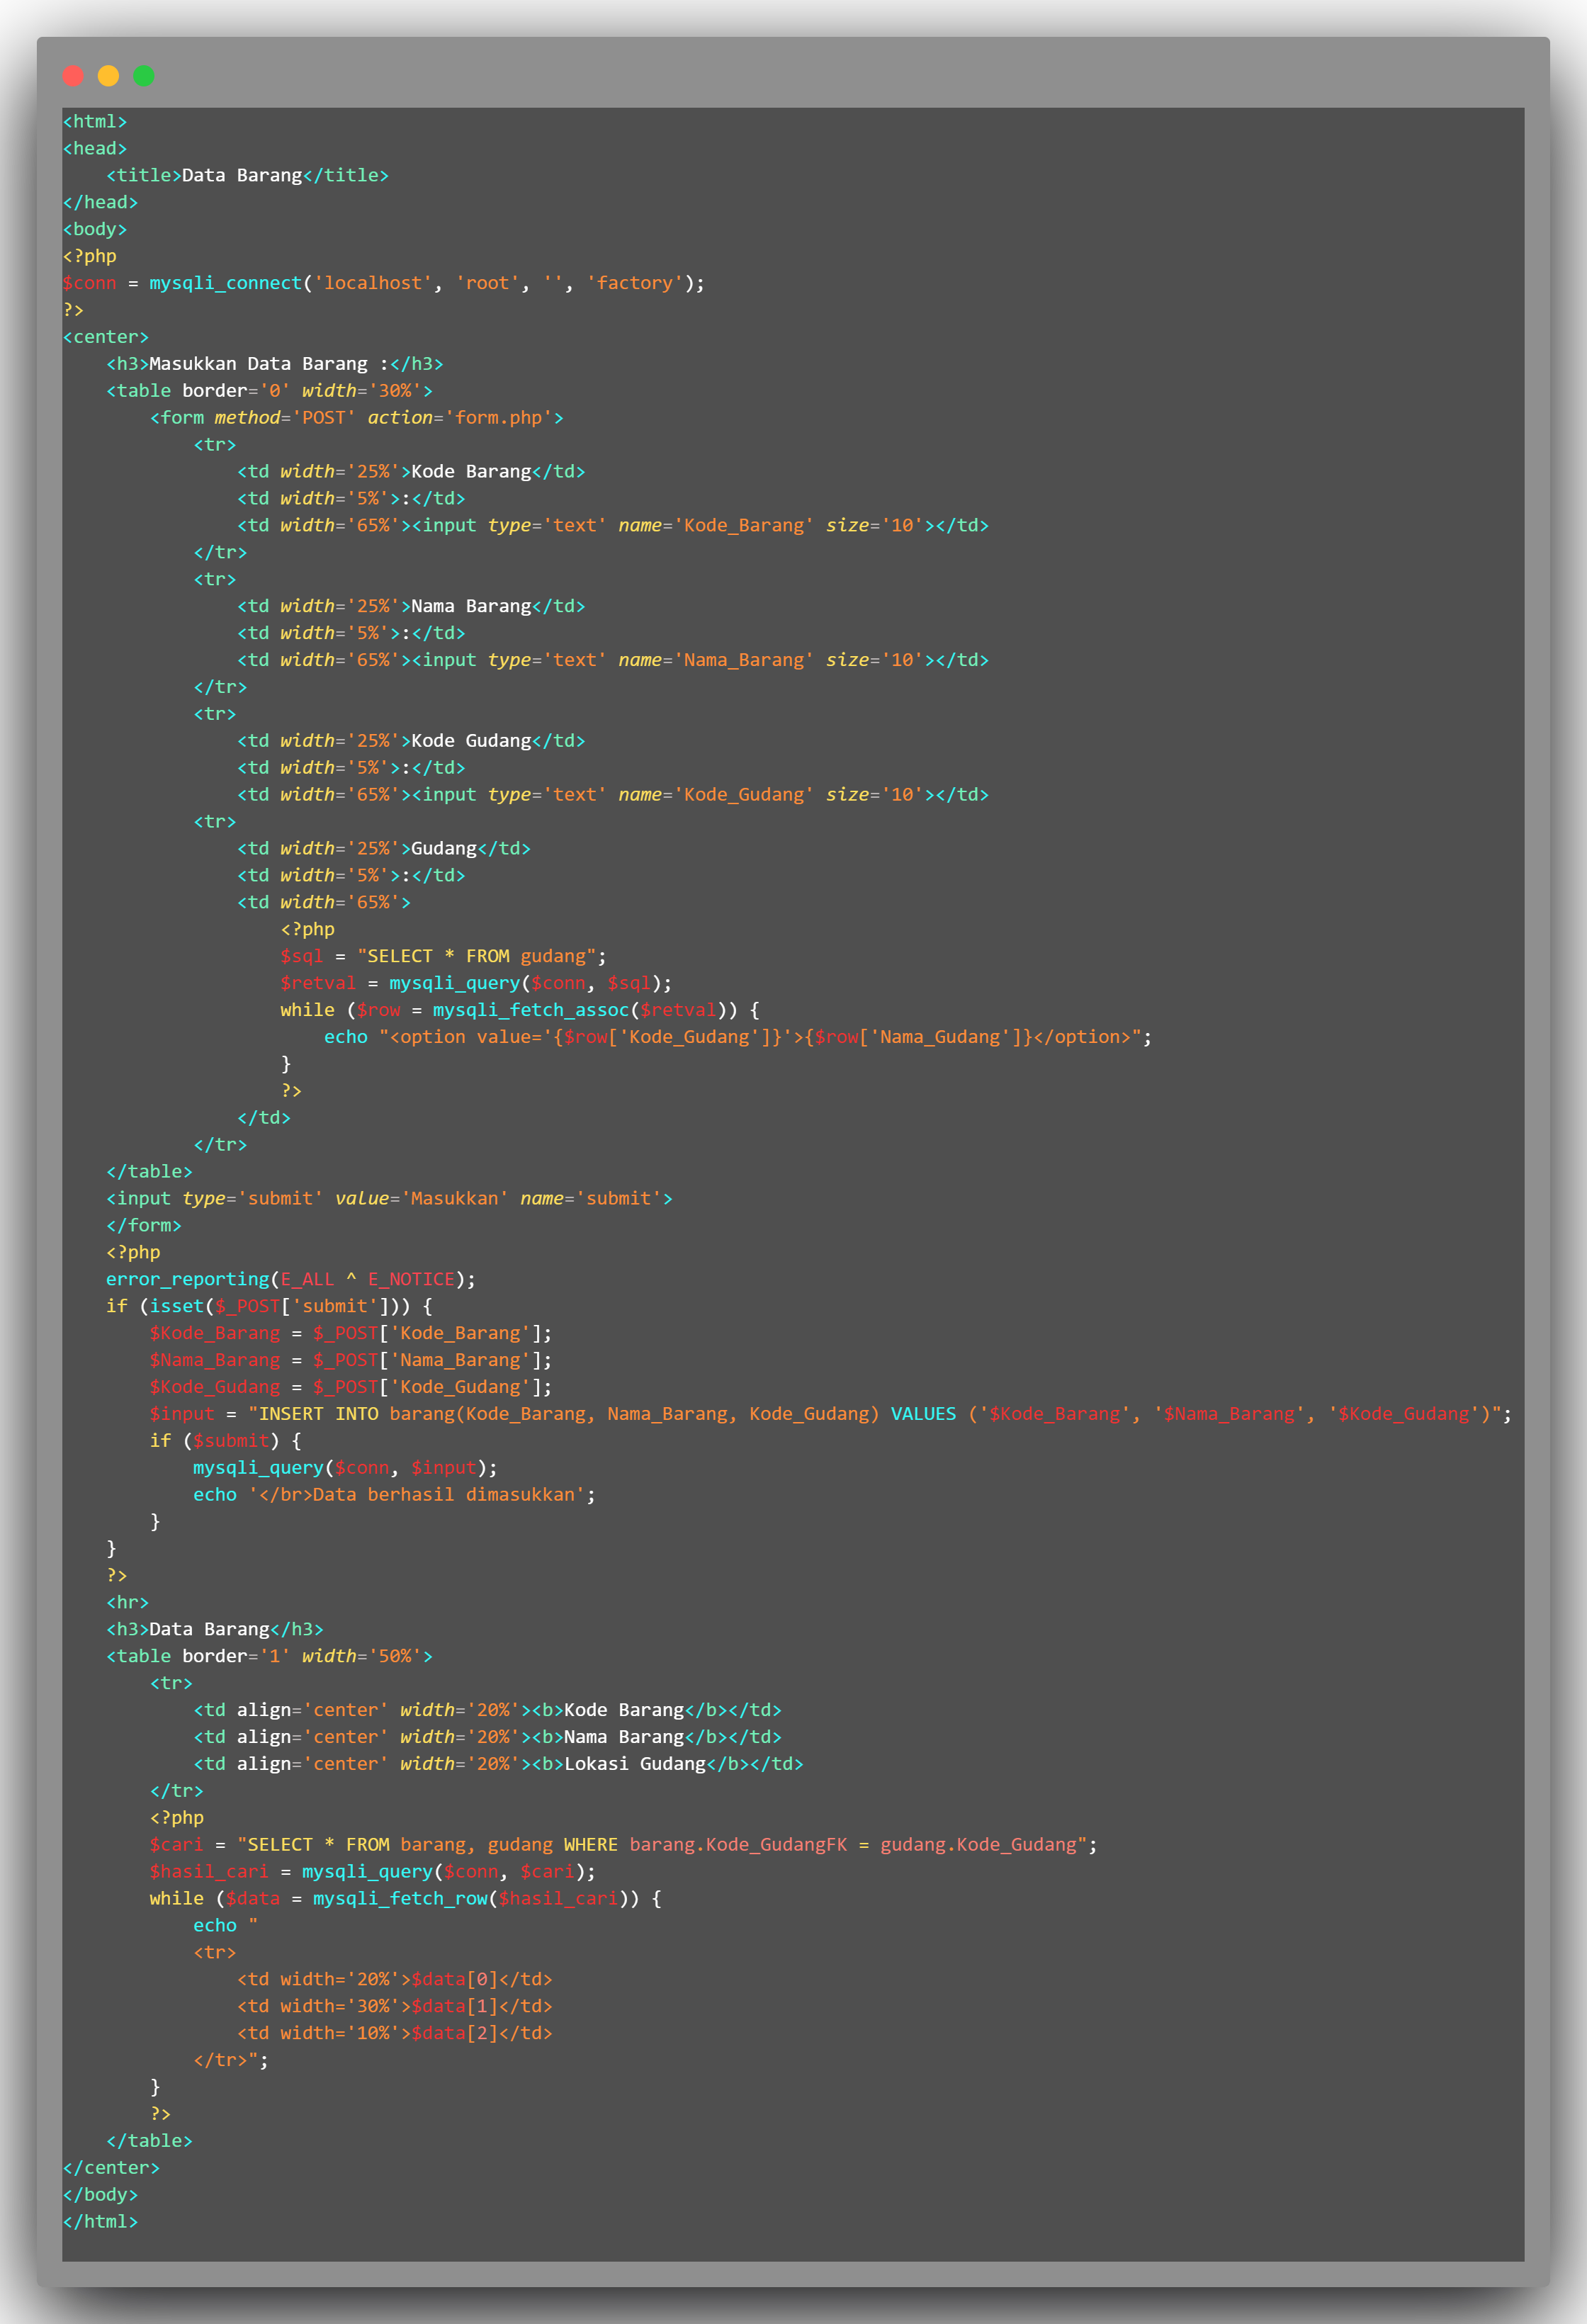 <html>
<head>
    <title>Data Barang</title>
</head>
<body>
<?php
$conn = mysqli_connect('localhost', 'root', '', 'factory');
?>
<center>
    <h3>Masukkan Data Barang :</h3>
    <table border='0' width='30%'>
        <form method='POST' action='form.php'>
            <tr>
                <td width='25%'>Kode Barang</td>
                <td width='5%'>:</td>
                <td width='65%'><input type='text' name='Kode_Barang' size='10'></td>
            </tr>
            <tr>
                <td width='25%'>Nama Barang</td>
                <td width='5%'>:</td>
                <td width='65%'><input type='text' name='Nama_Barang' size='10'></td>
            </tr>
            <tr>
                <td width='25%'>Kode Gudang</td>
                <td width='5%'>:</td>
                <td width='65%'><input type='text' name='Kode_Gudang' size='10'></td>
            <tr>
                <td width='25%'>Gudang</td>
                <td width='5%'>:</td>
                <td width='65%'>
                    <?php
                    $sql = "SELECT * FROM gudang";
                    $retval = mysqli_query($conn, $sql);
                    while ($row = mysqli_fetch_assoc($retval)) {
                        echo "<option value='{$row['Kode_Gudang']}'>{$row['Nama_Gudang']}</option>";
                    }
                    ?>
                </td>
            </tr>
    </table>
    <input type='submit' value='Masukkan' name='submit'>
    </form>
    <?php
    error_reporting(E_ALL ^ E_NOTICE);
    if (isset($_POST['submit'])) {
        $Kode_Barang = $_POST['Kode_Barang'];
        $Nama_Barang = $_POST['Nama_Barang'];
        $Kode_Gudang = $_POST['Kode_Gudang'];
        $input = "INSERT INTO barang(Kode_Barang, Nama_Barang, Kode_Gudang) VALUES ('$Kode_Barang', '$Nama_Barang', '$Kode_Gudang')";
        if ($submit) {
            mysqli_query($conn, $input);
            echo '</br>Data berhasil dimasukkan';
        }
    }
    ?>
    <hr>
    <h3>Data Barang</h3>
    <table border='1' width='50%'>
        <tr>
            <td align='center' width='20%'><b>Kode Barang</b></td>
            <td align='center' width='20%'><b>Nama Barang</b></td>
            <td align='center' width='20%'><b>Lokasi Gudang</b></td>
        </tr>
        <?php
        $cari = "SELECT * FROM barang, gudang WHERE barang.Kode_GudangFK = gudang.Kode_Gudang";
        $hasil_cari = mysqli_query($conn, $cari);
        while ($data = mysqli_fetch_row($hasil_cari)) {
            echo "
            <tr>
                <td width='20%'>$data[0]</td>
                <td width='30%'>$data[1]</td>
                <td width='10%'>$data[2]</td>
            </tr>";
        }
        ?>
    </table>
</center>
</body>
</html>